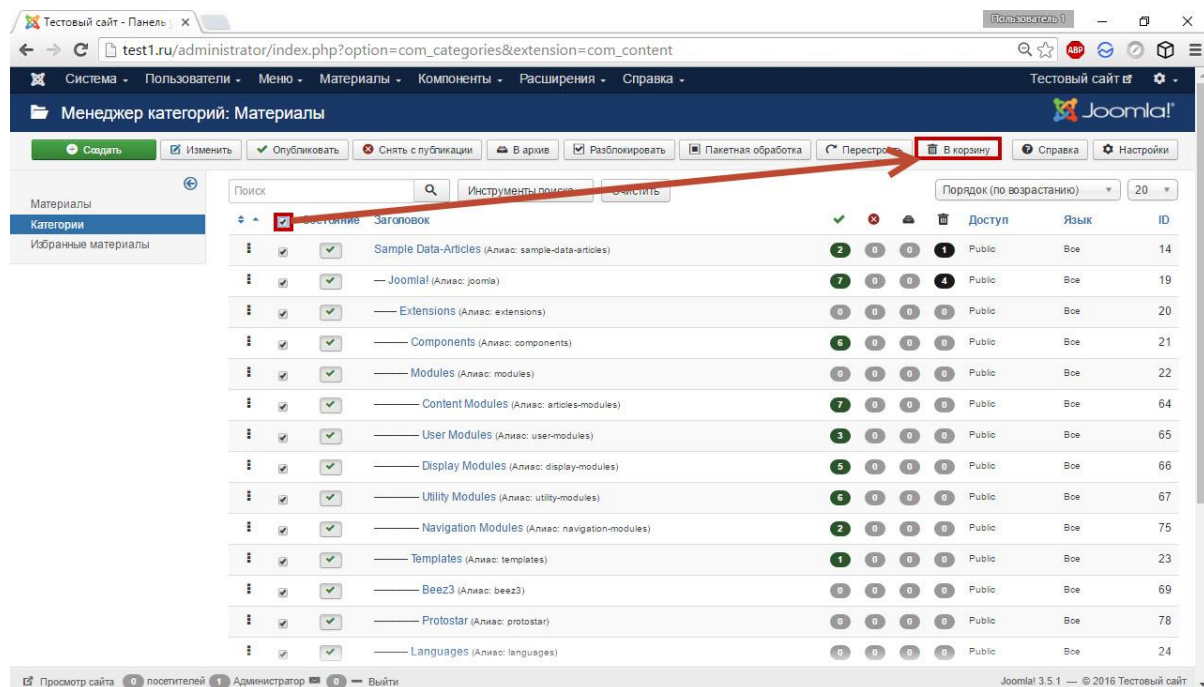 Тестовый сайт - Панель у
Пользователь 1
test1.ru/administrator/index.php?option=com_categories&extension=com_content
ABP
Система Пользователи Меню Материалы Компоненты Расширения Справка Тестовый сайт
Менеджер категорий: Материалы Joomla!®
Создать Изменить Опубликовать Снять с публикации В архив Разблокировать Пакетная обработка Перестроить В корзину Справка Настройки
Материалы
Категории
Избранные материалы
Поиск Инструменты поиска Очистить Порядок (по возрастанию) 20
Состояние Заголовок Доступ Язык ID
Sample Data-Articles (Алиас: sample-data-articles) 2 0 0 1 Public Все 14
— Joomla! (Алиас: joomla) 7 0 0 4 Public Все 19
—— Extensions (Алиас: extensions) 0 0 0 0 Public Все 20
——— Components (Алиас: components) 6 0 0 0 Public Все 21
——— Modules (Алиас: modules) 0 0 0 0 Public Все 22
———— Content Modules (Алиас: articles-modules) 7 0 0 0 Public Все 64
———— User Modules (Алиас: user-modules) 3 0 0 0 Public Все 65
———— Display Modules (Алиас: display-modules) 5 0 0 0 Public Все 66
———— Utility Modules (Алиас: utility-modules) 6 0 0 0 Public Все 67
———— Navigation Modules (Алиас: navigation-modules) 2 0 0 0 Public Все 75
——— Templates (Алиас: templates) 1 0 0 0 Public Все 23
———— Beez3 (Алиас: beez3) 0 0 0 0 Public Все 69
———— Protostar (Алиас: protostar) 0 0 0 0 Public Все 78
——— Languages (Алиас: languages) 0 0 0 0 Public Все 24
Просмотр сайта 0 посетителей 1 Администратор 0 Выйти Joomla! 3.5.1 — © 2016 Тестовый сайт